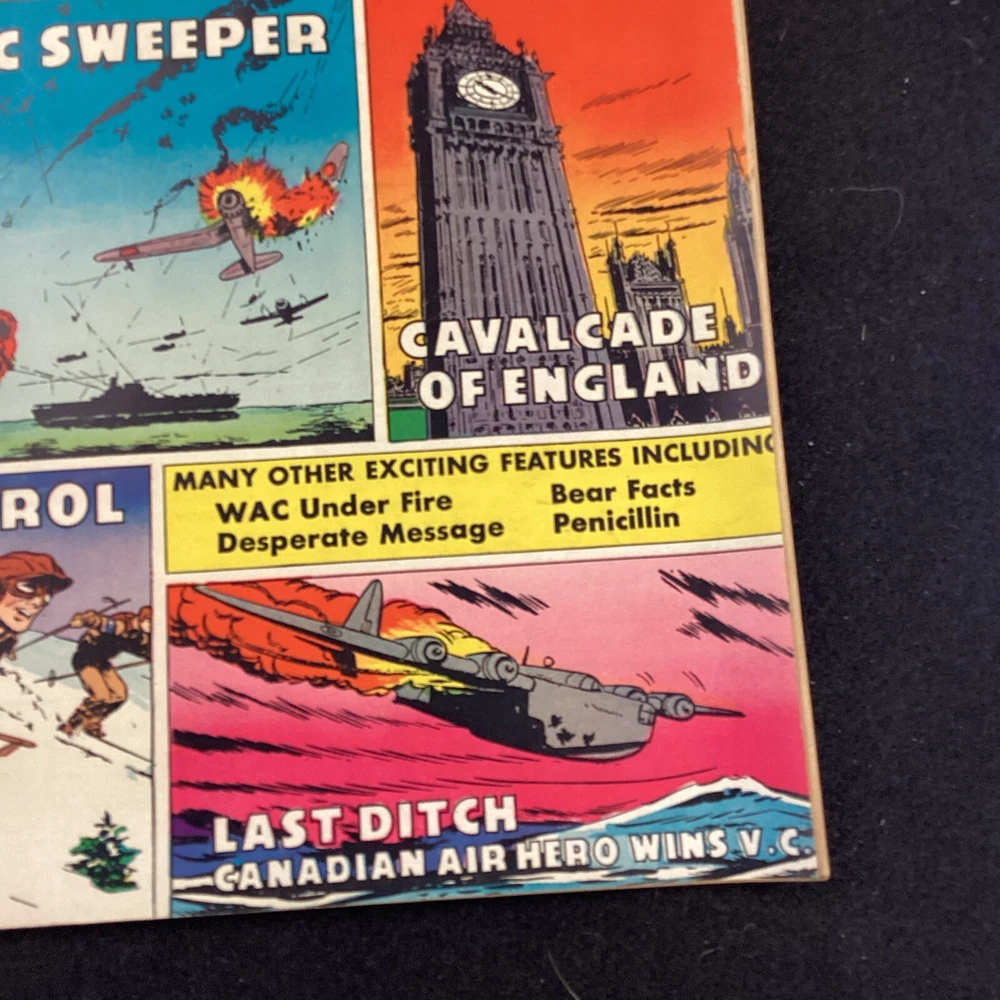 C SWEEPER
CAVALCADE
OF ENGLAND
MANY OTHER EXCITING FEATURES INCLUDING
WAC Under Fire
Desperate Message
Bear Facts
Penicillin
ROL
LAST DITCH
CANADIAN AIR HERO WINS V.C.